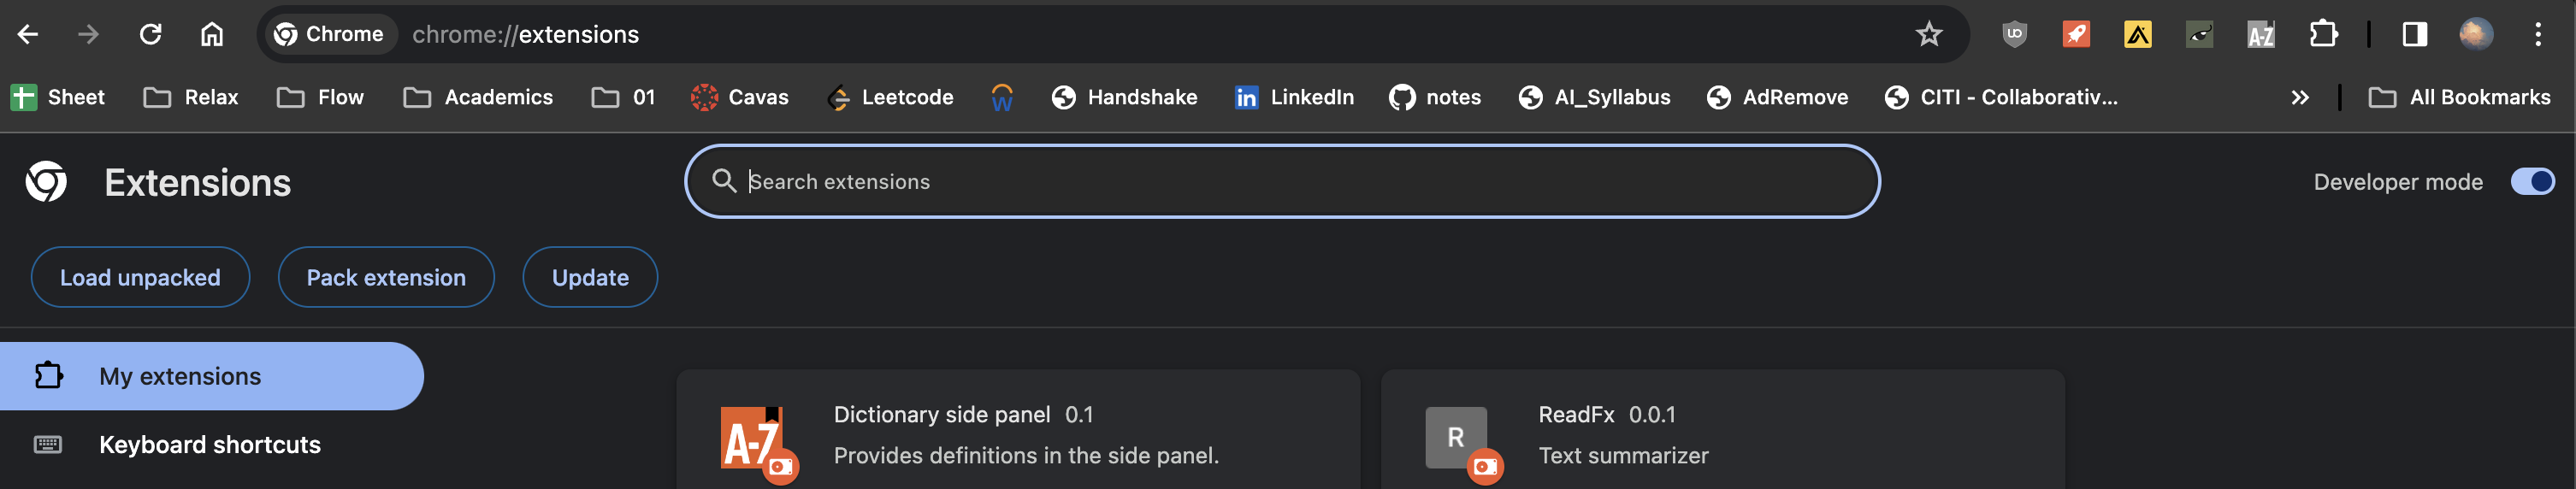 Chrome chrome://extensions UO A-Z
Sheet Relax Flow Academics 01 Cavas Leetcode W Handshake in LinkedIn notes AI_Syllabus AdRemove CITI - Collaborativ... » All Bookmarks
Extensions Search extensions Developer mode
Load unpacked Pack extension Update
My extensions
Keyboard shortcuts
A-Z Dictionary side panel 0.1
Provides definitions in the side panel.
R ReadFx 0.0.1
Text summarizer